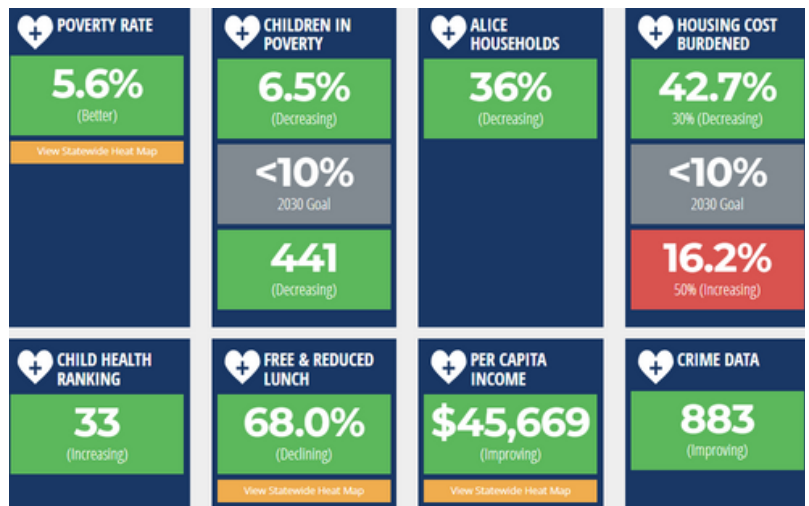 POVERTY RATE
5.6%
(Better)
View Statewide Heat Map
CHILDREN IN
POVERTY
6.5%
(Decreasing)
<10%
2030 Goal
441
(Decreasing)
ALICE
HOUSEHOLDS
36%
(Decreasing)
HOUSING COST
BURDENED
42.7%
30% (Decreasing)
<10%
2030 Goal
16.2%
50% (Increasing)
CHILD HEALTH
RANKING
33
(Increasing)
FREE & REDUCED
LUNCH
68.0%
(Declining)
View Statewide Heat Map
PER CAPITA
INCOME
$45,669
(Improving)
View Statewide Heat Map
CRIME DATA
883
(Improving)